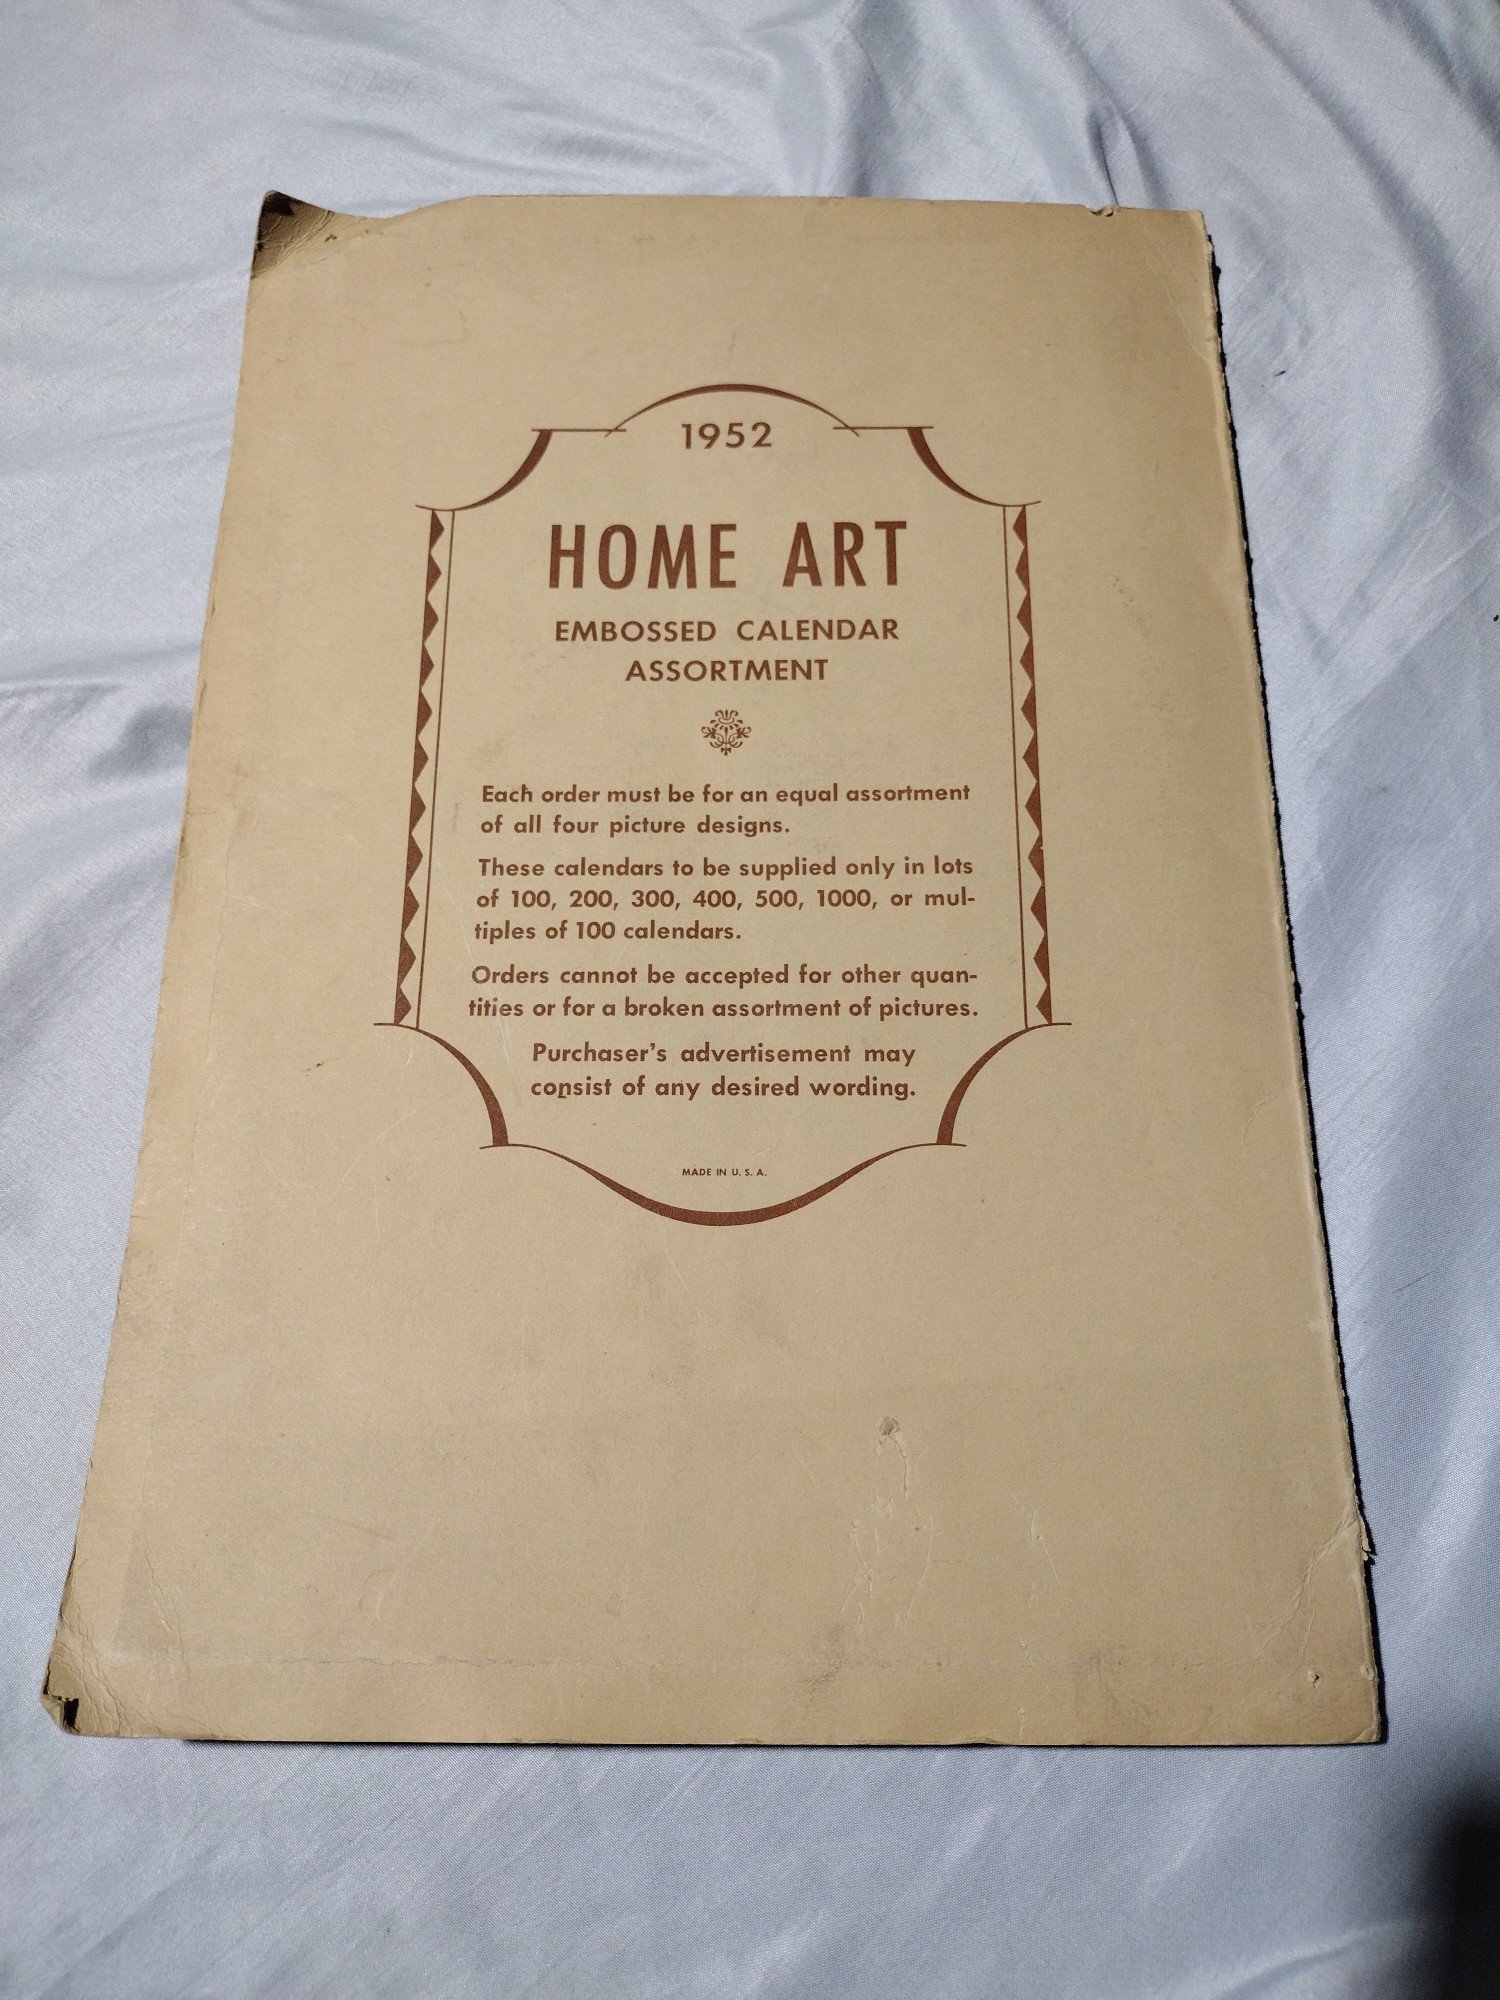 1952
HOME ART
EMBOSSED CALENDAR
ASSORTMENT
Each order must be for an equal assortment
of all four picture designs.
These calendars to be supplied only in lots
of 100, 200, 300, 400, 500, 1000, or mul-
tiples of 100 calendars.
Orders cannot be accepted for other quan-
tities or for a broken assortment of pictures.
Purchaser's advertisement may
consist of any desired wording.
MADE IN U. S. A.